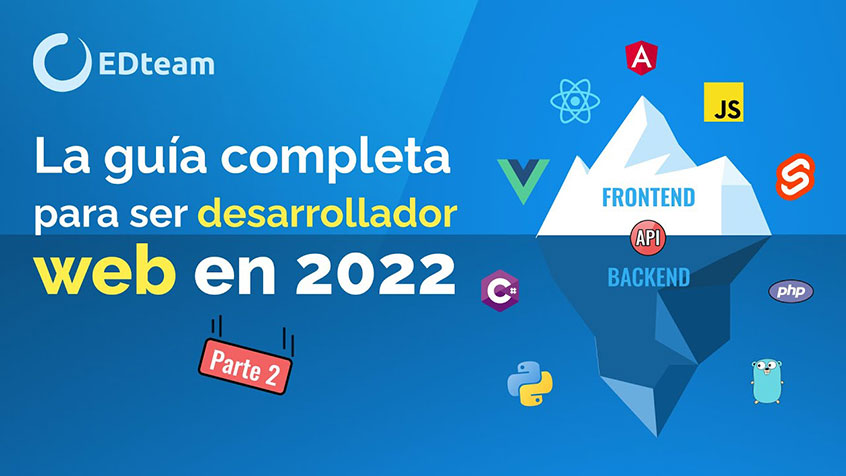 EDteam
La guía completa
para ser desarrollador
web en 2022
Parte 2
JS
FRONTEND
API
BACKEND
C#
php